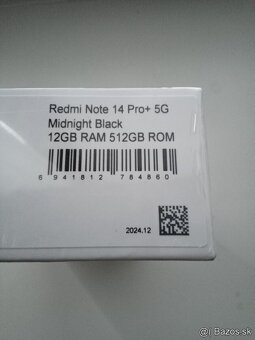 Redmi Note 14 Pro+ 5G
Midnight Black
12GB RAM 512GB ROM
6 941812 784860
2024.12
Bazos.sk